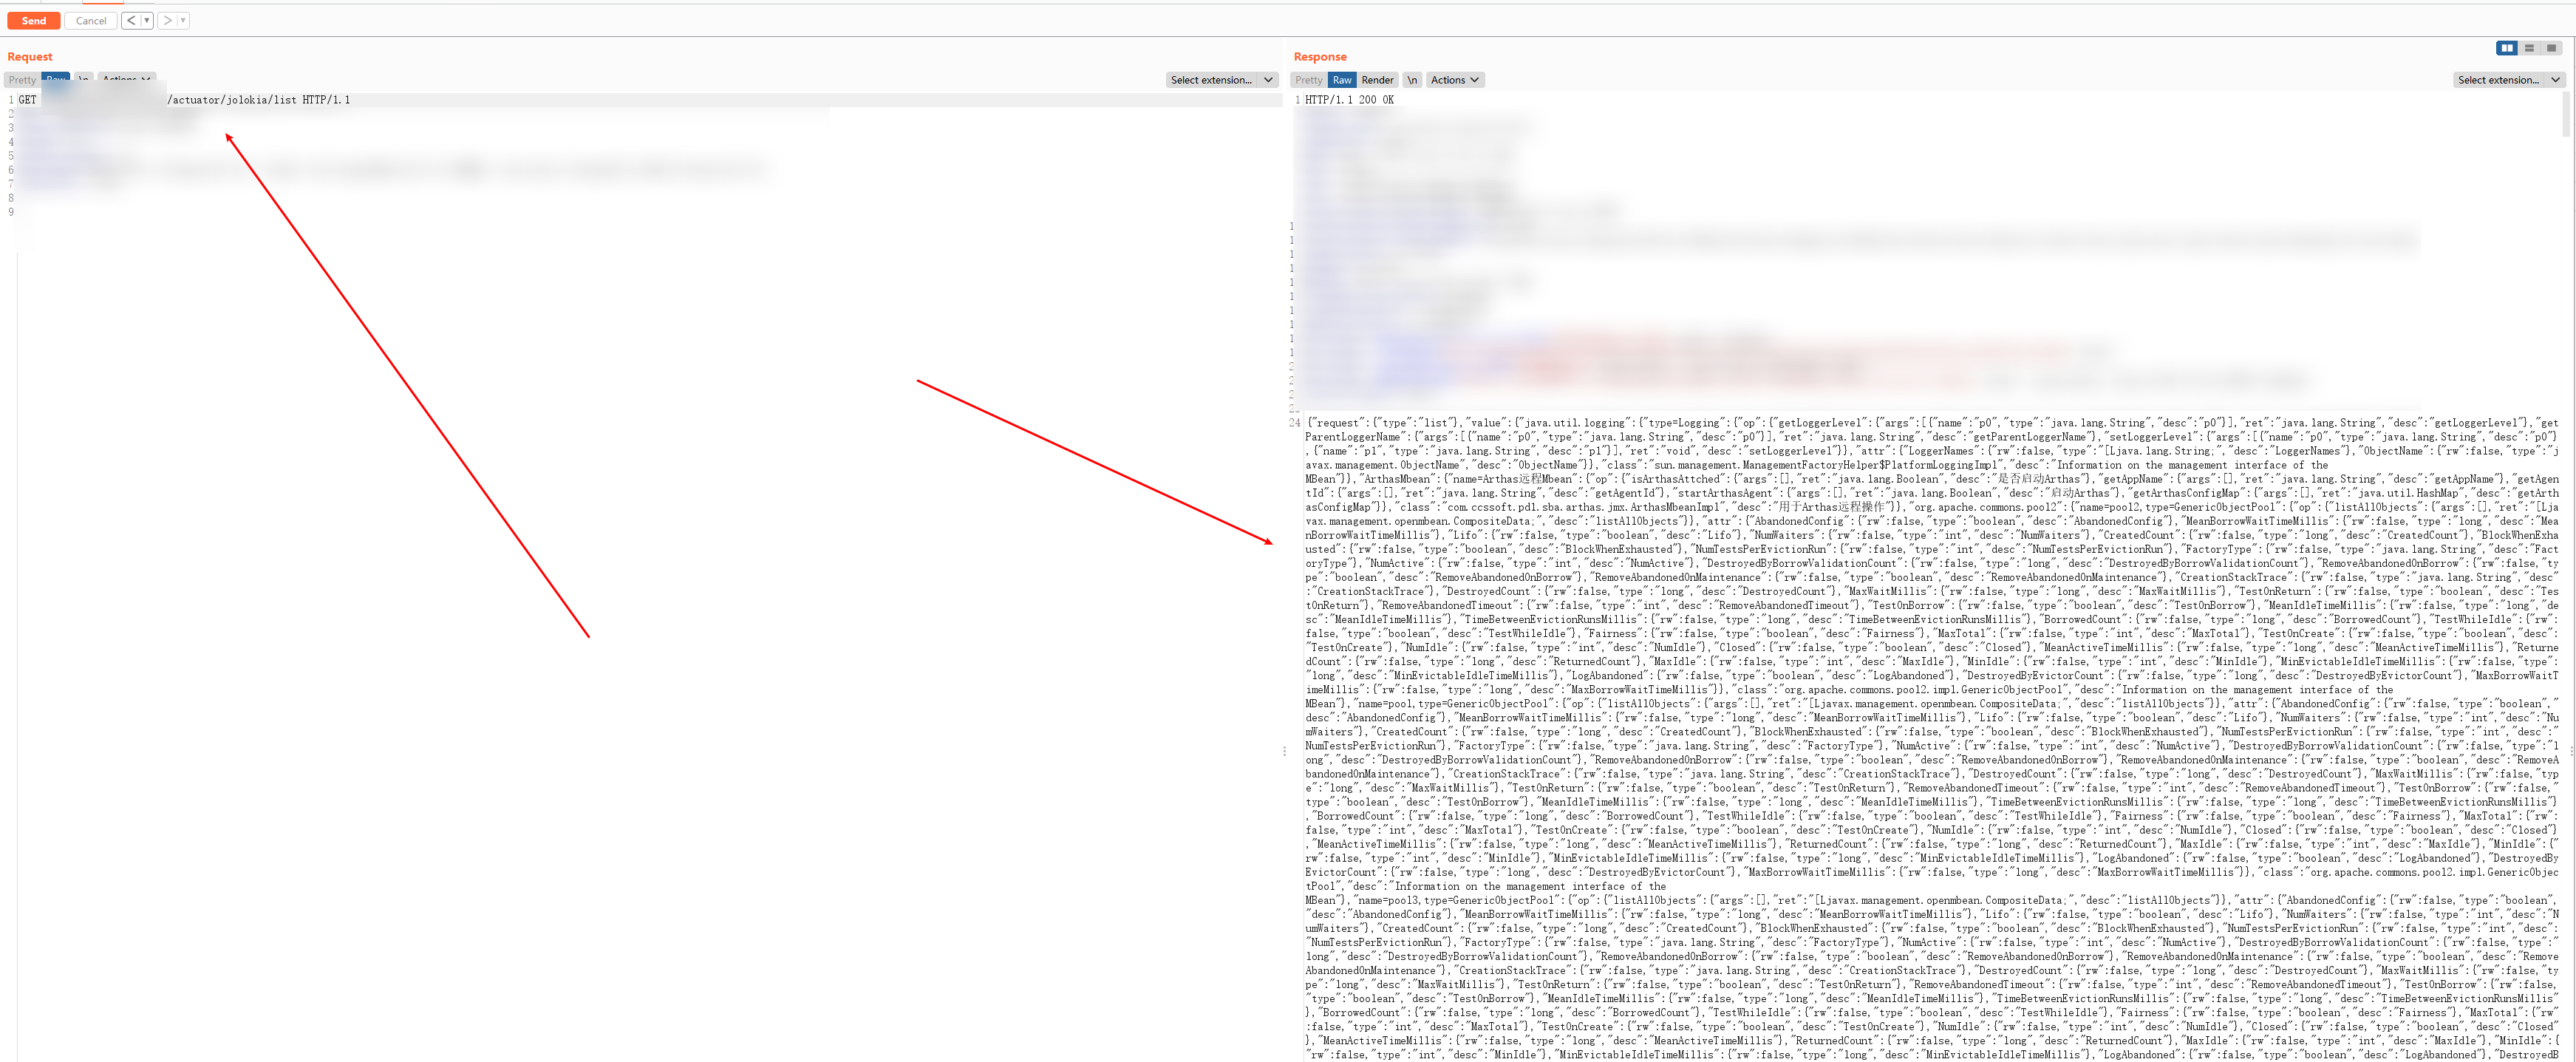 Send
Cancel
Request
Pretty
Raw
\n
Actions
Select extension...
1 GET /actuator/jolokia/list HTTP/1.1
2
3
4
5
6
7
8
9
Response
Pretty
Raw
Render
\n
Actions
Select extension...
1 HTTP/1.1 200 OK
24 {"request":{"type":"list"},"value":{"java.util.logging":{"type=Logging":{"op":{"getLoggerLevel":{"args":[{"name":"p0","type":"java.lang.String","desc":"p0"}],"ret":"java.lang.String","desc":"getLoggerLevel"},"get
ParentLoggerName":{"args":[{"name":"p0","type":"java.lang.String","desc":"p0"}],"ret":"java.lang.String","desc":"getParentLoggerName"},"setLoggerLevel":{"args":[{"name":"p0","type":"java.lang.String","desc":"p0"}
,{"name":"p1","type":"java.lang.String","desc":"p1"}],"ret":"void","desc":"setLoggerLevel"}},"attr":{"LoggerNames":{"rw":false,"type":"[Ljava.lang.String;","desc":"LoggerNames"},"ObjectName":{"rw":false,"type":"j
avax.management.ObjectName","desc":"ObjectName"}},"class":"sun.management.ManagementFactoryHelper$PlatformLoggingImpl","desc":"Information on the management interface of the
MBean"}},"ArthasMbean":{"name=Arthas远程Mbean":{"op":{"isArthasAttched":{"args":[],"ret":"java.lang.Boolean","desc":"是否启动Arthas"},"getAppName":{"args":[],"ret":"java.lang.String","desc":"getAppName"},"getAgen
tId":{"args":[],"ret":"java.lang.String","desc":"getAgentId"},"startArthasAgent":{"args":[],"ret":"java.lang.Boolean","desc":"启动Arthas"},"getArthasConfigMap":{"args":[],"ret":"java.util.HashMap","desc":"getArth
asConfigMap"}},"class":"com.ccssoft.pdl.sba.arthas.jmx.ArthasMbeanImpl","desc":"用于Arthas远程操作"}},"org.apache.commons.pool2":{"name=pool2,type=GenericObjectPool":{"op":{"listAllObjects":{"args":[],"ret":"[Lja
vax.management.openmbean.CompositeData;","desc":"listAllObjects"}},"attr":{"AbandonedConfig":{"rw":false,"type":"boolean","desc":"AbandonedConfig"},"MeanBorrowWaitTimeMillis":{"rw":false,"type":"long","desc":"Mea
nBorrowWaitTimeMillis"},"Lifo":{"rw":false,"type":"boolean","desc":"Lifo"},"NumWaiters":{"rw":false,"type":"int","desc":"NumWaiters"},"CreatedCount":{"rw":false,"type":"long","desc":"CreatedCount"},"BlockWhenExha
usted":{"rw":false,"type":"boolean","desc":"BlockWhenExhausted"},"NumTestsPerEvictionRun":{"rw":false,"type":"int","desc":"NumTestsPerEvictionRun"},"FactoryType":{"rw":false,"type":"java.lang.String","desc":"Fact
oryType"},"NumActive":{"rw":false,"type":"int","desc":"NumActive"},"DestroyedByBorrowValidationCount":{"rw":false,"type":"long","desc":"DestroyedByBorrowValidationCount"},"RemoveAbandonedOnBorrow":{"rw":false,"ty
pe":"boolean","desc":"RemoveAbandonedOnBorrow"},"RemoveAbandonedOnMaintenance":{"rw":false,"type":"boolean","desc":"RemoveAbandonedOnMaintenance"},"CreationStackTrace":{"rw":false,"type":"java.lang.String","desc"
:"CreationStackTrace"},"DestroyedCount":{"rw":false,"type":"long","desc":"DestroyedCount"},"MaxWaitMillis":{"rw":false,"type":"long","desc":"MaxWaitMillis"},"TestOnReturn":{"rw":false,"type":"boolean","desc":"Tes
tOnReturn"},"RemoveAbandonedTimeout":{"rw":false,"type":"int","desc":"RemoveAbandonedTimeout"},"TestOnBorrow":{"rw":false,"type":"boolean","desc":"TestOnBorrow"},"MeanIdleTimeMillis":{"rw":false,"type":"long","de
sc":"MeanIdleTimeMillis"},"TimeBetweenEvictionRunsMillis":{"rw":false,"type":"long","desc":"TimeBetweenEvictionRunsMillis"},"BorrowedCount":{"rw":false,"type":"long","desc":"BorrowedCount"},"TestWhileIdle":{"rw":
false,"type":"boolean","desc":"TestWhileIdle"},"Fairness":{"rw":false,"type":"boolean","desc":"Fairness"},"MaxTotal":{"rw":false,"type":"int","desc":"MaxTotal"},"TestOnCreate":{"rw":false,"type":"boolean","desc":
"TestOnCreate"},"NumIdle":{"rw":false,"type":"int","desc":"NumIdle"},"Closed":{"rw":false,"type":"boolean","desc":"Closed"},"MeanActiveTimeMillis":{"rw":false,"type":"long","desc":"MeanActiveTimeMillis"},"Returne
dCount":{"rw":false,"type":"long","desc":"ReturnedCount"},"MaxIdle":{"rw":false,"type":"int","desc":"MaxIdle"},"MinIdle":{"rw":false,"type":"int","desc":"MinIdle"},"MinEvictableIdleTimeMillis":{"rw":false,"type":
"long","desc":"MinEvictableIdleTimeMillis"},"LogAbandoned":{"rw":false,"type":"boolean","desc":"LogAbandoned"},"DestroyedByEvictorCount":{"rw":false,"type":"long","desc":"DestroyedByEvictorCount"},"MaxBorrowWaitT
imeMillis":{"rw":false,"type":"long","desc":"MaxBorrowWaitTimeMillis"}},"class":"org.apache.commons.pool2.impl.GenericObjectPool","desc":"Information on the management interface of the
MBean"},"name=pool,type=GenericObjectPool":{"op":{"listAllObjects":{"args":[],"ret":"[Ljavax.management.openmbean.CompositeData;","desc":"listAllObjects"}},"attr":{"AbandonedConfig":{"rw":false,"type":"boolean","
desc":"AbandonedConfig"},"MeanBorrowWaitTimeMillis":{"rw":false,"type":"long","desc":"MeanBorrowWaitTimeMillis"},"Lifo":{"rw":false,"type":"boolean","desc":"Lifo"},"NumWaiters":{"rw":false,"type":"int","desc":"Nu
mWaiters"},"CreatedCount":{"rw":false,"type":"long","desc":"CreatedCount"},"BlockWhenExhausted":{"rw":false,"type":"boolean","desc":"BlockWhenExhausted"},"NumTestsPerEvictionRun":{"rw":false,"type":"int","desc":"
NumTestsPerEvictionRun"},"FactoryType":{"rw":false,"type":"java.lang.String","desc":"FactoryType"},"NumActive":{"rw":false,"type":"int","desc":"NumActive"},"DestroyedByBorrowValidationCount":{"rw":false,"type":"l
ong","desc":"DestroyedByBorrowValidationCount"},"RemoveAbandonedOnBorrow":{"rw":false,"type":"boolean","desc":"RemoveAbandonedOnBorrow"},"RemoveAbandonedOnMaintenance":{"rw":false,"type":"boolean","desc":"RemoveA
bandonedOnMaintenance"},"CreationStackTrace":{"rw":false,"type":"java.lang.String","desc":"CreationStackTrace"},"DestroyedCount":{"rw":false,"type":"long","desc":"DestroyedCount"},"MaxWaitMillis":{"rw":false,"typ
e":"long","desc":"MaxWaitMillis"},"TestOnReturn":{"rw":false,"type":"boolean","desc":"TestOnReturn"},"RemoveAbandonedTimeout":{"rw":false,"type":"int","desc":"RemoveAbandonedTimeout"},"TestOnBorrow":{"rw":false,"
type":"boolean","desc":"TestOnBorrow"},"MeanIdleTimeMillis":{"rw":false,"type":"long","desc":"MeanIdleTimeMillis"},"TimeBetweenEvictionRunsMillis":{"rw":false,"type":"long","desc":"TimeBetweenEvictionRunsMillis"}
,"BorrowedCount":{"rw":false,"type":"long","desc":"BorrowedCount"},"TestWhileIdle":{"rw":false,"type":"boolean","desc":"TestWhileIdle"},"Fairness":{"rw":false,"type":"boolean","desc":"Fairness"},"MaxTotal":{"rw":
false,"type":"int","desc":"MaxTotal"},"TestOnCreate":{"rw":false,"type":"boolean","desc":"TestOnCreate"},"NumIdle":{"rw":false,"type":"int","desc":"NumIdle"},"Closed":{"rw":false,"type":"boolean","desc":"Closed"}
,"MeanActiveTimeMillis":{"rw":false,"type":"long","desc":"MeanActiveTimeMillis"},"ReturnedCount":{"rw":false,"type":"long","desc":"ReturnedCount"},"MaxIdle":{"rw":false,"type":"int","desc":"MaxIdle"},"MinIdle":{"
rw":false,"type":"int","desc":"MinIdle"},"MinEvictableIdleTimeMillis":{"rw":false,"type":"long","desc":"MinEvictableIdleTimeMillis"},"LogAbandoned":{"rw":false,"type":"boolean","desc":"LogAbandoned"},"DestroyedBy
EvictorCount":{"rw":false,"type":"long","desc":"DestroyedByEvictorCount"},"MaxBorrowWaitTimeMillis":{"rw":false,"type":"long","desc":"MaxBorrowWaitTimeMillis"}},"class":"org.apache.commons.pool2.impl.GenericObjec
tPool","desc":"Information on the management interface of the
MBean"},"name=pool3,type=GenericObjectPool":{"op":{"listAllObjects":{"args":[],"ret":"[Ljavax.management.openmbean.CompositeData;","desc":"listAllObjects"}},"attr":{"AbandonedConfig":{"rw":false,"type":"boolean",
"desc":"AbandonedConfig"},"MeanBorrowWaitTimeMillis":{"rw":false,"type":"long","desc":"MeanBorrowWaitTimeMillis"},"Lifo":{"rw":false,"type":"boolean","desc":"Lifo"},"NumWaiters":{"rw":false,"type":"int","desc":"N
umWaiters"},"CreatedCount":{"rw":false,"type":"long","desc":"CreatedCount"},"BlockWhenExhausted":{"rw":false,"type":"boolean","desc":"BlockWhenExhausted"},"NumTestsPerEvictionRun":{"rw":false,"type":"int","desc":
"NumTestsPerEvictionRun"},"FactoryType":{"rw":false,"type":"java.lang.String","desc":"FactoryType"},"NumActive":{"rw":false,"type":"int","desc":"NumActive"},"DestroyedByBorrowValidationCount":{"rw":false,"type":"
long","desc":"DestroyedByBorrowValidationCount"},"RemoveAbandonedOnBorrow":{"rw":false,"type":"boolean","desc":"RemoveAbandonedOnBorrow"},"RemoveAbandonedOnMaintenance":{"rw":false,"type":"boolean","desc":"Remove
AbandonedOnMaintenance"},"CreationStackTrace":{"rw":false,"type":"java.lang.String","desc":"CreationStackTrace"},"DestroyedCount":{"rw":false,"type":"long","desc":"DestroyedCount"},"MaxWaitMillis":{"rw":false,"ty
pe":"long","desc":"MaxWaitMillis"},"TestOnReturn":{"rw":false,"type":"boolean","desc":"TestOnReturn"},"RemoveAbandonedTimeout":{"rw":false,"type":"int","desc":"RemoveAbandonedTimeout"},"TestOnBorrow":{"rw":false,
"type":"boolean","desc":"TestOnBorrow"},"MeanIdleTimeMillis":{"rw":false,"type":"long","desc":"MeanIdleTimeMillis"},"TimeBetweenEvictionRunsMillis":{"rw":false,"type":"long","desc":"TimeBetweenEvictionRunsMillis"
},"BorrowedCount":{"rw":false,"type":"long","desc":"BorrowedCount"},"TestWhileIdle":{"rw":false,"type":"boolean","desc":"TestWhileIdle"},"Fairness":{"rw":false,"type":"boolean","desc":"Fairness"},"MaxTotal":{"rw"
:false,"type":"int","desc":"MaxTotal"},"TestOnCreate":{"rw":false,"type":"boolean","desc":"TestOnCreate"},"NumIdle":{"rw":false,"type":"int","desc":"NumIdle"},"Closed":{"rw":false,"type":"boolean","desc":"Closed"
},"MeanActiveTimeMillis":{"rw":false,"type":"long","desc":"MeanActiveTimeMillis"},"ReturnedCount":{"rw":false,"type":"long","desc":"ReturnedCount"},"MaxIdle":{"rw":false,"type":"int","desc":"MaxIdle"},"MinIdle":{
"rw":false,"type":"int","desc":"MinIdle"},"MinEvictableIdleTimeMillis":{"rw":false,"type":"long","desc":"MinEvictableIdleTimeMillis"},"LogAbandoned":{"rw":false,"type":"boolean","desc":"LogAbandoned"},"DestroyedB